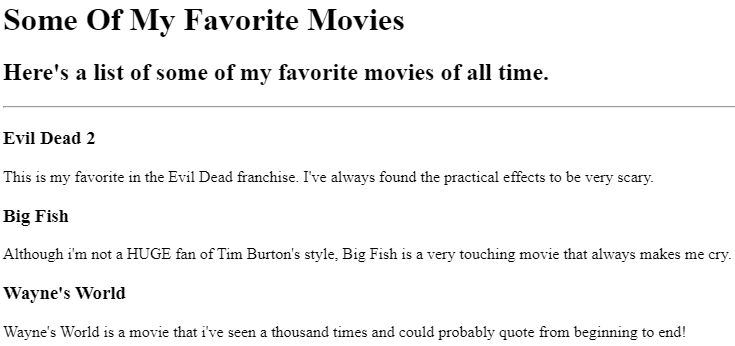 Some Of My Favorite Movies
Here's a list of some of my favorite movies of all time.
Evil Dead 2
This is my favorite in the Evil Dead franchise. I've always found the practical effects to be very scary.
Big Fish
Although i'm not a HUGE fan of Tim Burton's style, Big Fish is a very touching movie that always makes me cry.
Wayne's World
Wayne's World is a movie that i've seen a thousand times and could probably quote from beginning to end!